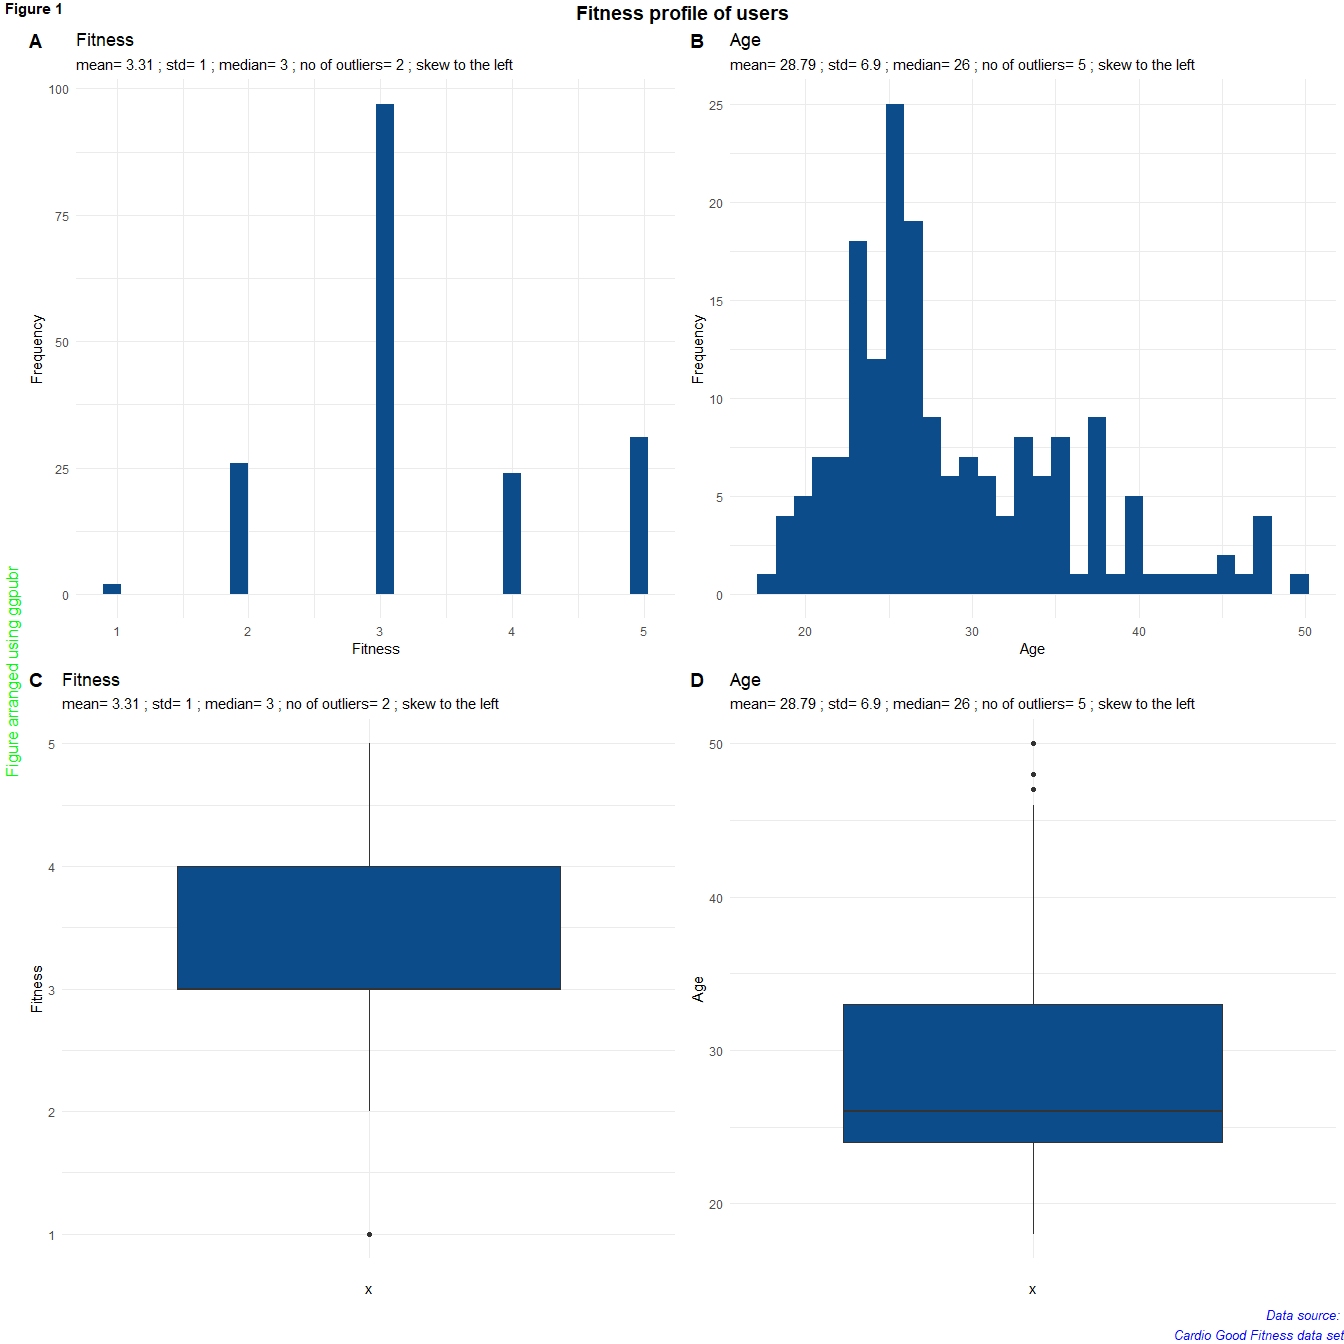 Figure 1
Fitness profile of users
A
Fitness
mean= 3.31 ; std= 1 ; median= 3 ; no of outliers= 2 ; skew to the left
100
75
50
25
0
Frequency
1 2 3 4 5
Fitness
B
Age
mean= 28.79 ; std= 6.9 ; median= 26 ; no of outliers= 5 ; skew to the left
25
20
15
10
5
0
Frequency
20 30 40 50
Age
Figure arranged using ggpubr
C
Fitness
mean= 3.31 ; std= 1 ; median= 3 ; no of outliers= 2 ; skew to the left
5
4
3
2
1
Fitness
x
D
Age
mean= 28.79 ; std= 6.9 ; median= 26 ; no of outliers= 5 ; skew to the left
50
40
30
20
Age
x
Data source:
Cardio Good Fitness data set